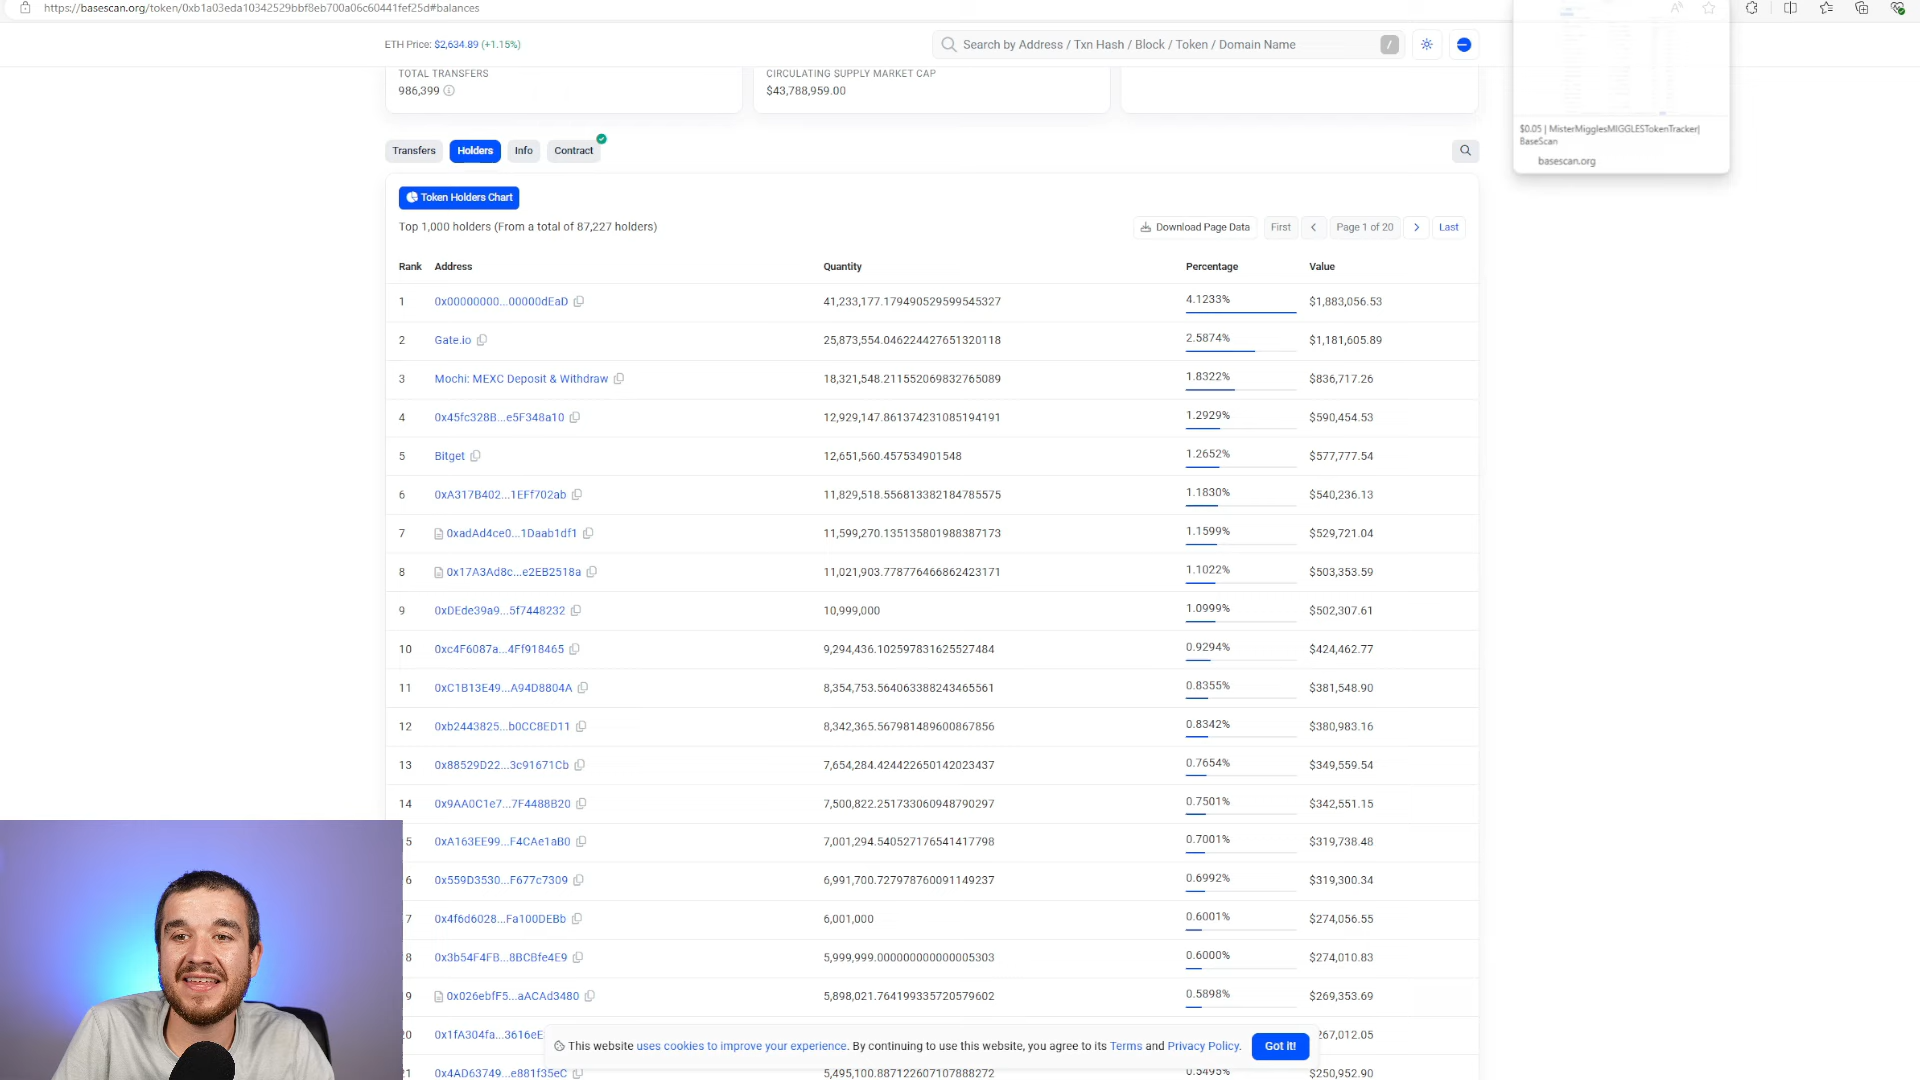 https://basescan.org/token/0xb1a03eda10342529bbf8eb700a06c60441fef25d#balances
ETH Price: $2,634.89 (+1.15%)
Search by Address / Txn Hash / Block / Token / Domain Name
/
TOTAL TRANSFERS
986,399
CIRCULATING SUPPLY MARKET CAP
$43,788,959.00
$0.05 | MisterMigglesMIGGLESTokenTracker|
BaseScan
basescan.org
Transfers
Holders
Info
Contract
Token Holders Chart
Top 1,000 holders (From a total of 87,227 holders)
Download Page Data
First
Page 1 of 20
Last
Rank Address Quantity Percentage Value
1 0x00000000...00000dEaD 41,233,177.179490529599545327 4.1233% $1,883,056.53
2 Gate.io 25,873,554.046224427651320118 2.5874% $1,181,605.89
3 Mochi: MEXC Deposit & Withdraw 18,321,548.211552069832765089 1.8322% $836,717.26
4 0x45fc328B...e5F348a10 12,929,147.861374231085194191 1.2929% $590,454.53
5 Bitget 12,651,560.457534901548 1.2652% $577,777.54
6 0xA317B402...1EFf702ab 11,829,518.556813382184785575 1.1830% $540,236.13
7 0xadAd4ce0...1Daab1df1 11,599,270.135135801988387173 1.1599% $529,721.04
8 0x17A3Ad8c...e2EB2518a 11,021,903.778776466862423171 1.1022% $503,353.59
9 0xDEde39a9...5f7448232 10,999,000 1.0999% $502,307.61
10 0xc4F6087a...4Ff918465 9,294,436.102597831625527484 0.9294% $424,462.77
11 0xC1B13E49...A94D8804A 8,354,753.564063388243465561 0.8355% $381,548.90
12 0xb2443825...b0CC8ED11 8,342,365.567981489600867856 0.8342% $380,983.16
13 0x88529D22...3c91671Cb 7,654,284.424422650142023437 0.7654% $349,559.54
14 0x9AA0C1e7...7F4488B20 7,500,822.251733060948790297 0.7501% $342,551.15
5 0xA163EE99...F4CAe1aB0 7,001,294.540527176541417798 0.7001% $319,738.48
6 0x559D3530...F677c7309 6,991,700.727978760091149237 0.6992% $319,300.34
7 0x4f6d6028...Fa100DEBb 6,001,000 0.6001% $274,056.55
8 0x3b54F4FB...8BCBfe4E9 5,999,999.000000000000005303 0.6000% $274,010.83
9 0x026ebfF5...aACAd3480 5,898,021.764199335720579602 0.5898% $269,353.69
20 0x1fA304fa...3616eE 267,012.05
This website uses cookies to improve your experience. By continuing to use this website, you agree to its Terms and Privacy Policy.
Got It!
21 0x4AD63749...e881f35eC 5,495,100.887122607107888272 0.5495% $250,952.90